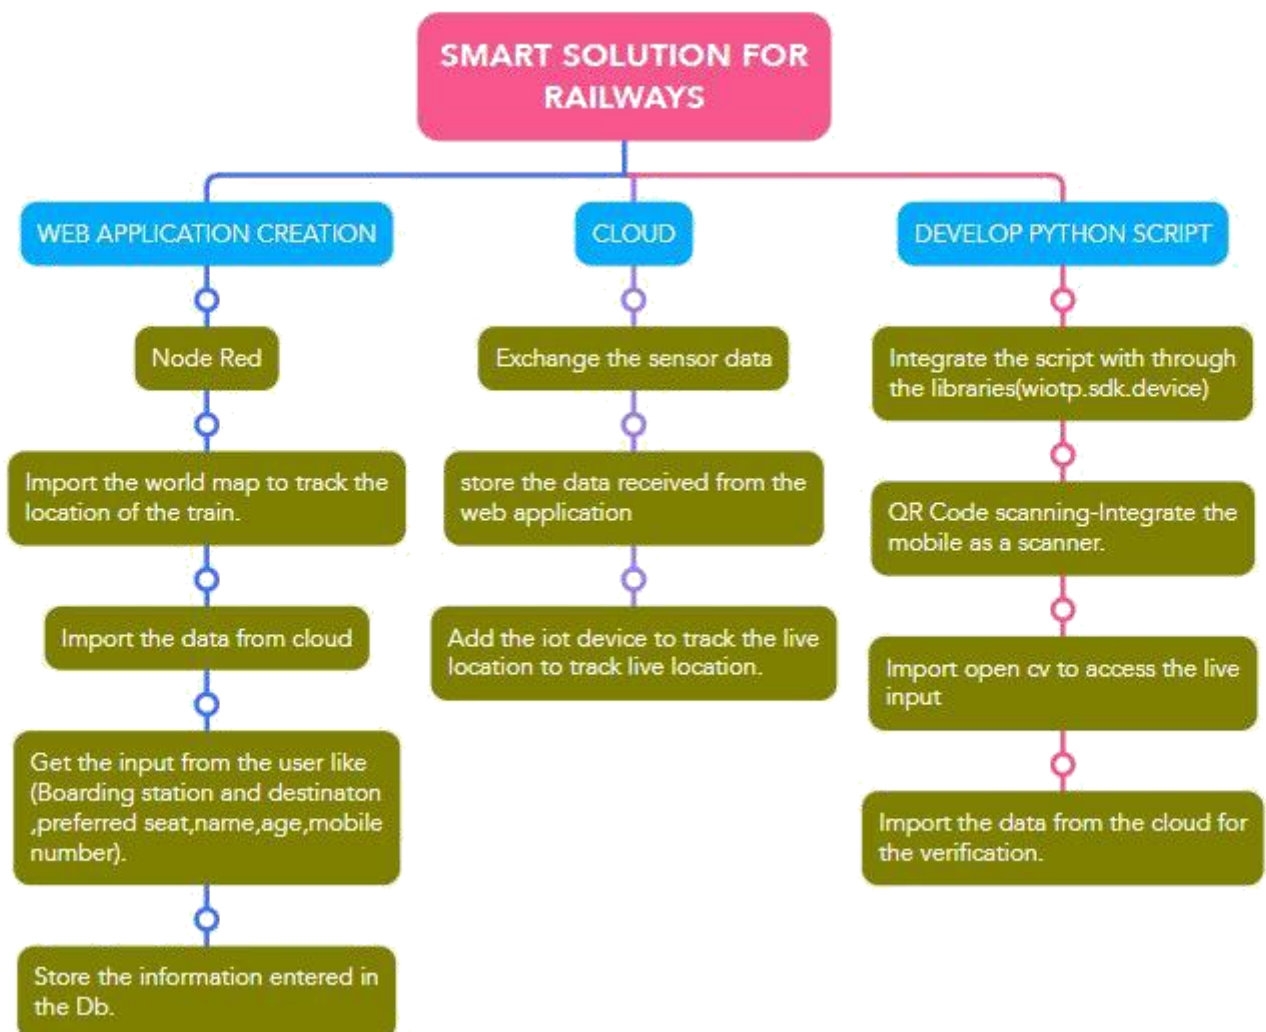 SMART SOLUTION FOR
RAILWAYS
WEB APPLICATION CREATION
Node Red
Import the world map to track the
location of the train.
Import the data from cloud
Get the input from the user like
(Boarding station and destinaton
,preferred seat,name,age,mobile
number).
Store the information entered in
the Db.
CLOUD
Exchange the sensor data
store the data received from the
web application
Add the iot device to track the live
location to track live location.
DEVELOP PYTHON SCRIPT
Integrate the script with through
the libraries(wiotp.sdk.device)
QR Code scanning-Integrate the
mobile as a scanner.
Import open cv to access the live
input
Import the data from the cloud for
the verification.